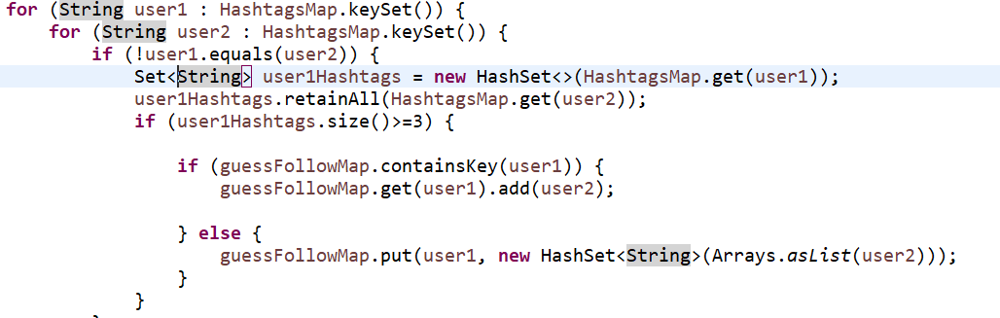 for (String user1 : HashtagsMap.keySet()) {
    for (String user2 : HashtagsMap.keySet()) {
        if (!user1.equals(user2)) {
            Set<String> user1Hashtags = new HashSet<>(HashtagsMap.get(user1));
            user1Hashtags.retainAll(HashtagsMap.get(user2));
            if (user1Hashtags.size()>=3) {
                if (guessFollowMap.containsKey(user1)) {
                    guessFollowMap.get(user1).add(user2);
                } else {
                    guessFollowMap.put(user1, new HashSet<String>(Arrays.asList(user2)));
                }
            }